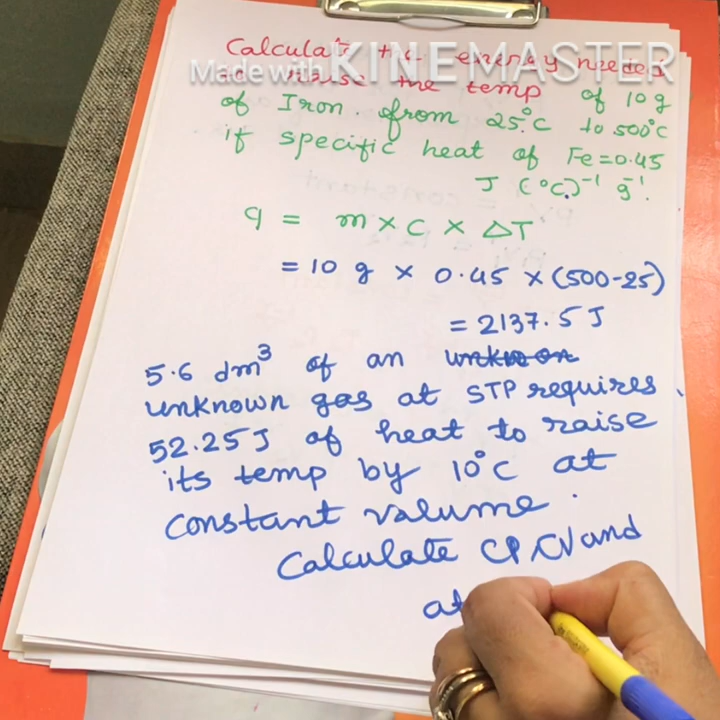 Calculate the energy needed
Made with KINEMASTER
to raise the temp of 10 g
of Iron. from 25°C to 500°C
if specific heat of Fe = 0.45
J (°C)⁻¹ g⁻¹.
q = m × C × ΔT
= 10 g × 0.45 × (500-25)
= 2137.5 J
5.6 dm³ of an
unknown gas at STP requires
52.25J of heat to raise
its temp by 10°C at
constant valume.
Calculate CP, CV and
at